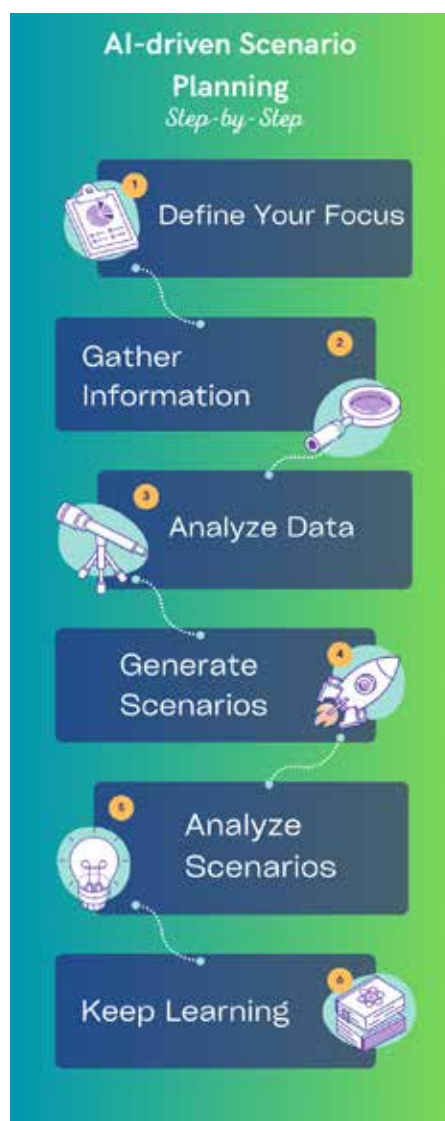 AI-driven Scenario
Planning
Step-by-Step
1
Define Your Focus
2
Gather
Information
3
Analyze Data
4
Generate
Scenarios
5
Analyze
Scenarios
6
Keep Learning